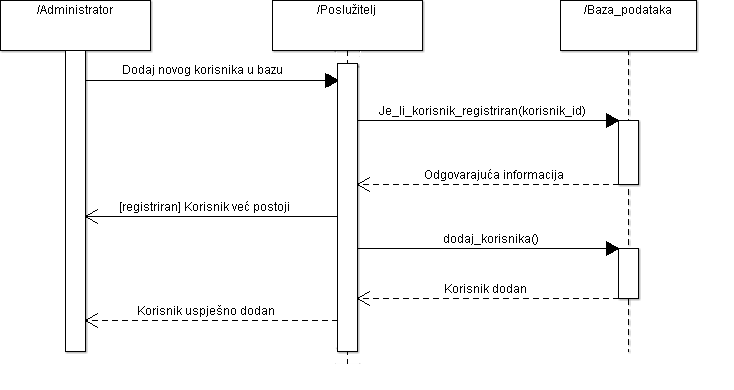 /Administrator
/Poslužitelj
/Baza_podataka
Dodaj novog korisnika u bazu
Je_li_korisnik_registriran(korisnik_id)
Odgovarajuća informacija
[registriran] Korisnik već postoji
dodaj_korisnika()
Korisnik dodan
Korisnik uspješno dodan